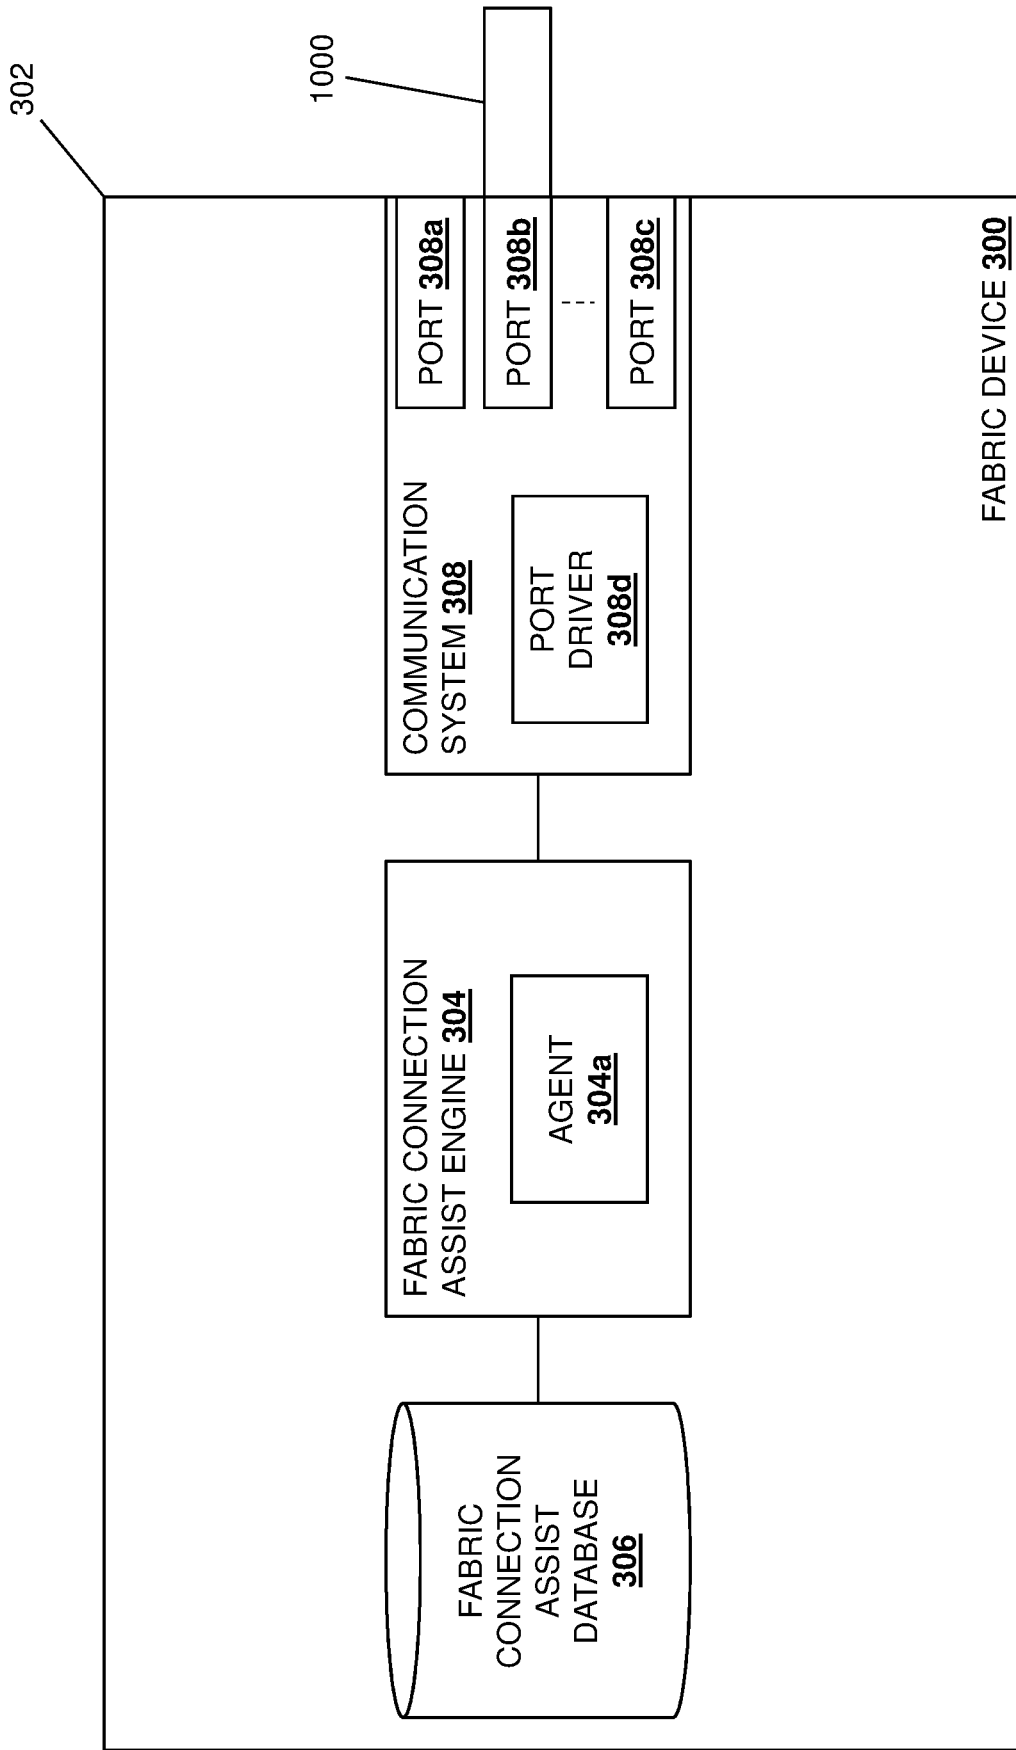 302
1000
FABRIC
CONNECTION
ASSIST
DATABASE
306
FABRIC CONNECTION
ASSIST ENGINE 304
AGENT
304a
COMMUNICATION
SYSTEM 308
PORT
DRIVER
308d
PORT 308a
PORT 308b
PORT 308c
FABRIC DEVICE 300